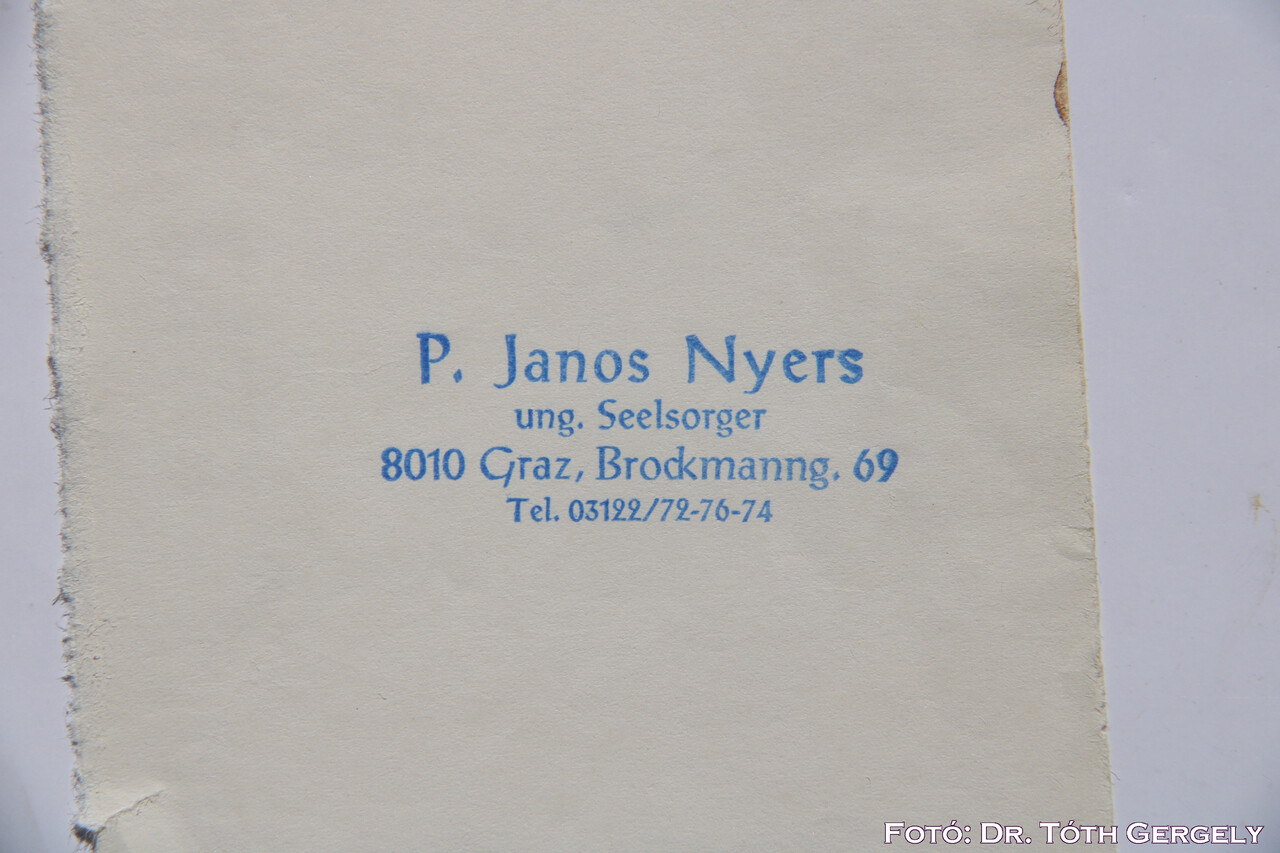 P. Janos Nyers
ung. Seelsorger
8010 Graz, Brockmanng. 69
Tel. 03122/72-76-74
Fotó: Dr. Tóth Gergely